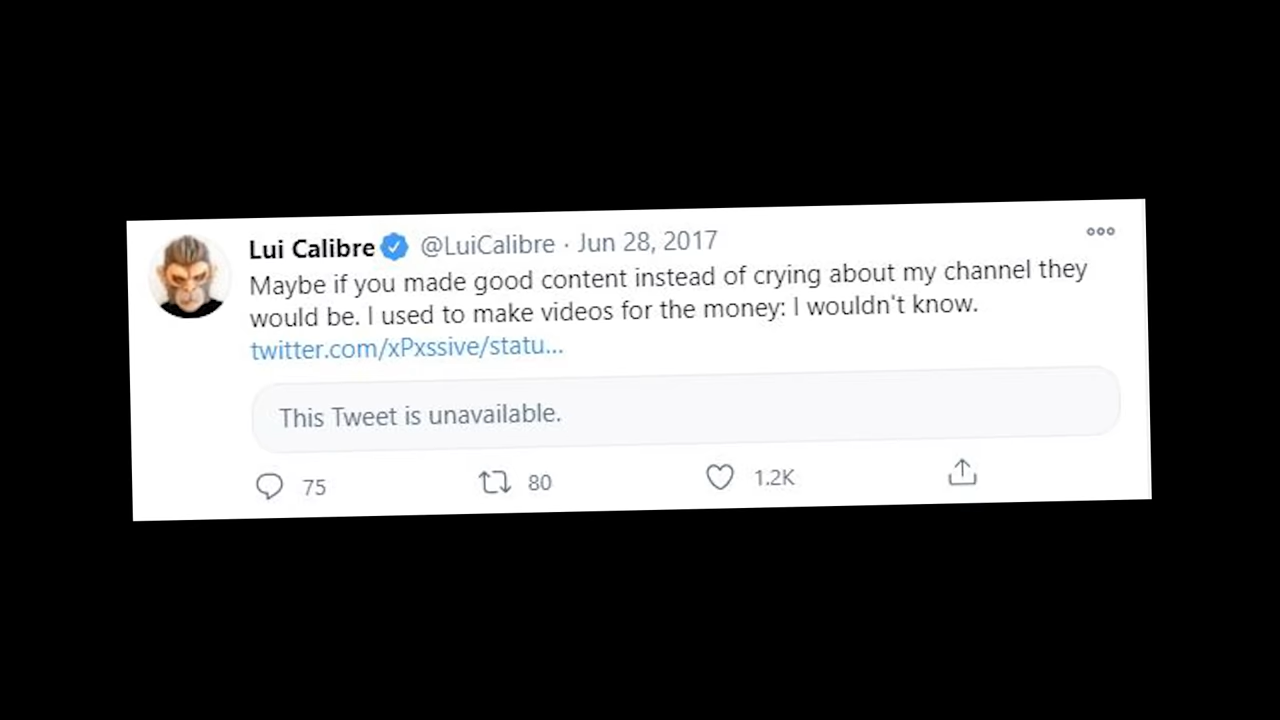 Lui Calibre @LuiCalibre · Jun 28, 2017
Maybe if you made good content instead of crying about my channel they
would be. I used to make videos for the money: I wouldn't know.
twitter.com/xPxssive/statu...
This Tweet is unavailable.
75 80 1.2K